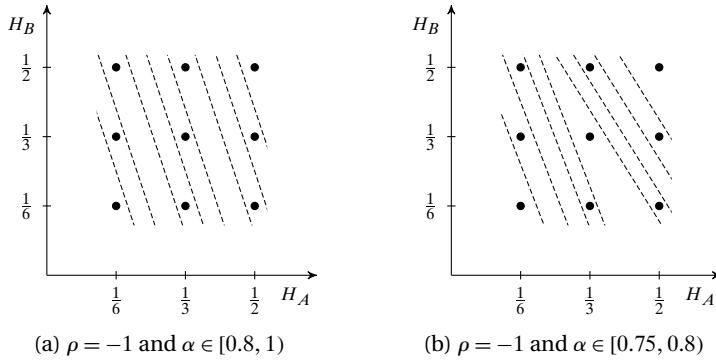 H_B
1/2
1/3
1/6
1/6 1/3 1/2 H_A
(a) ρ = −1 and α ∈ [0.8, 1)
H_B
1/2
1/3
1/6
1/6 1/3 1/2 H_A
(b) ρ = −1 and α ∈ [0.75, 0.8)